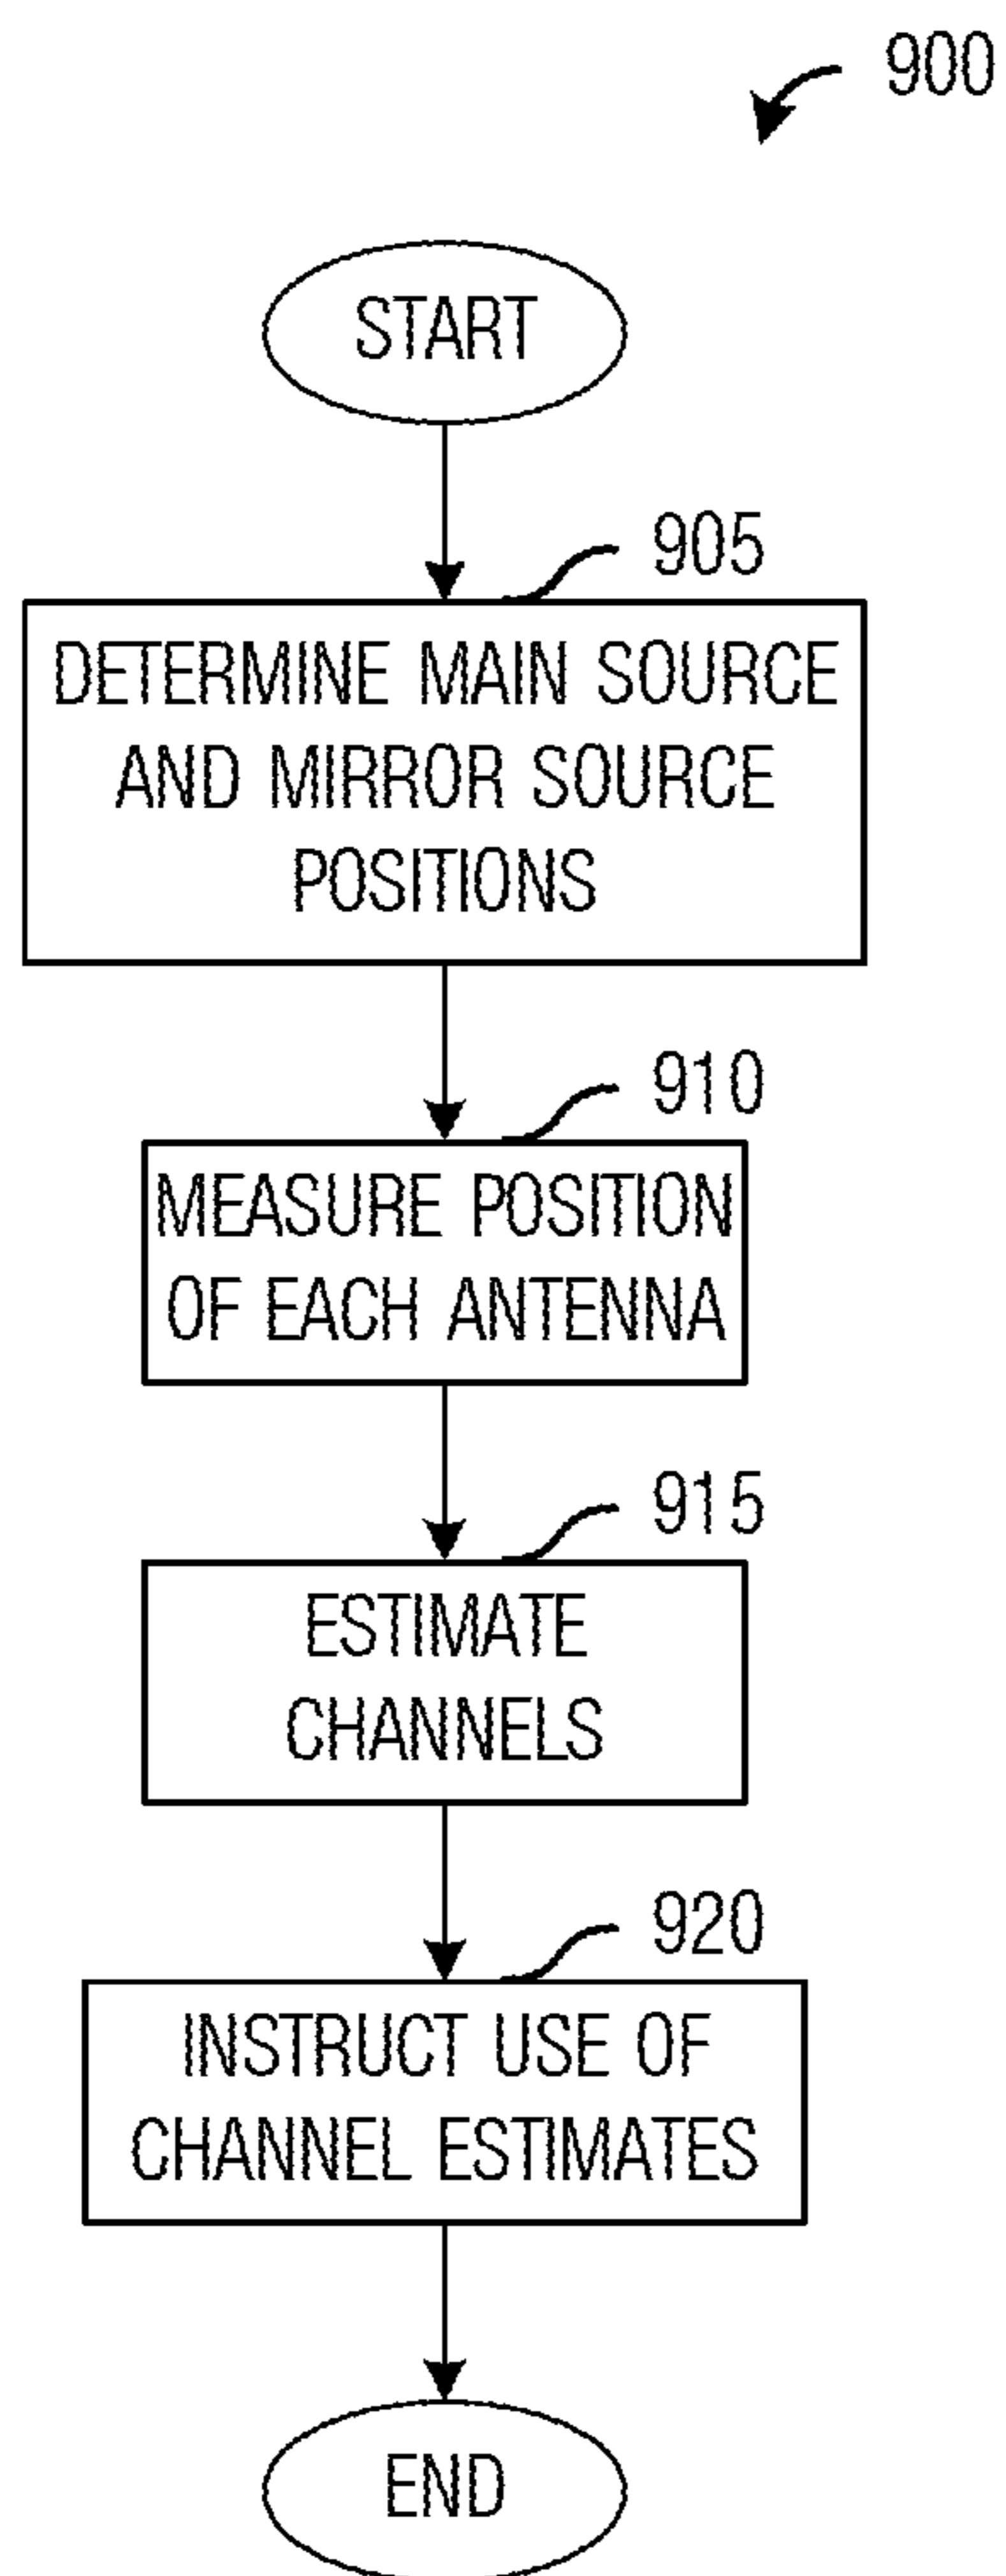 900
START
905
DETERMINE MAIN SOURCE
AND MIRROR SOURCE
POSITIONS
910
MEASURE POSITION
OF EACH ANTENNA
915
ESTIMATE
CHANNELS
920
INSTRUCT USE OF
CHANNEL ESTIMATES
END